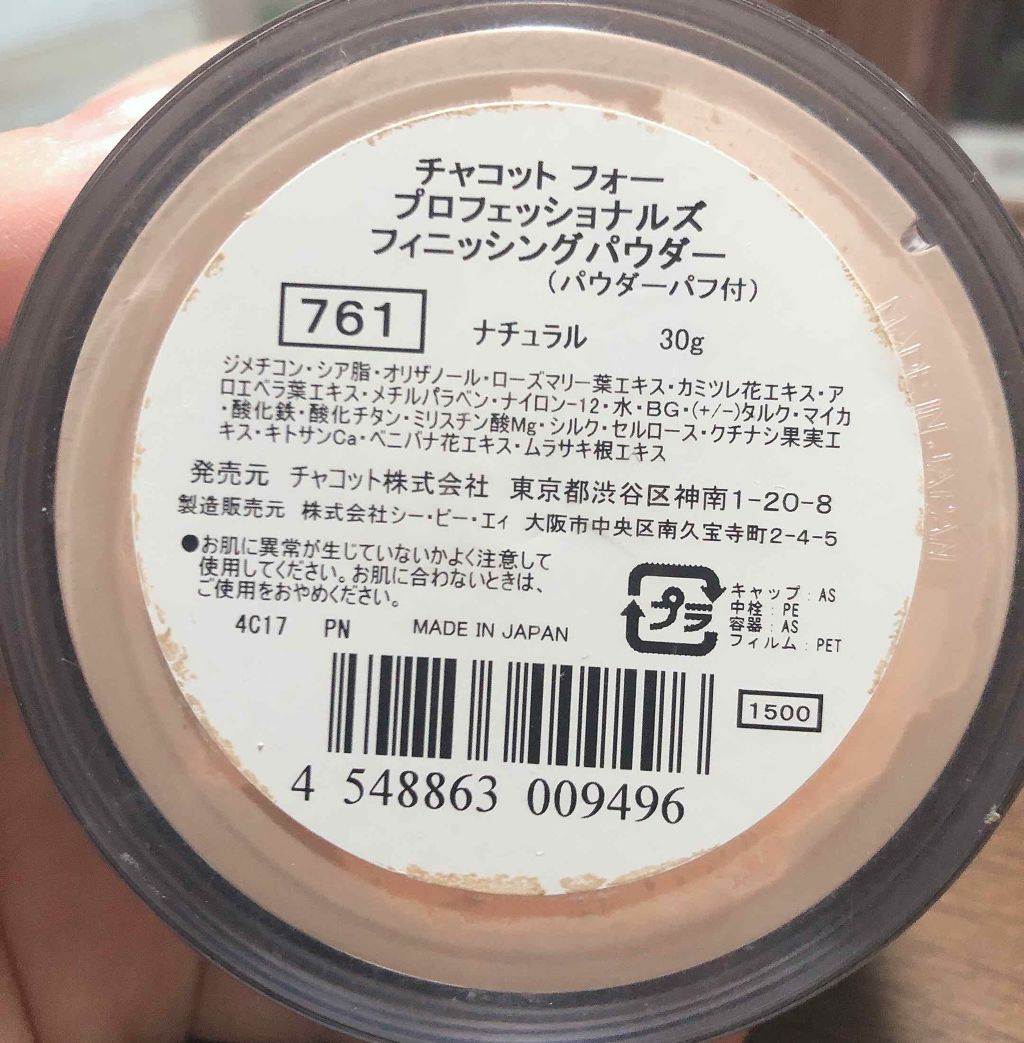 チャコット フォー
プロフェッショナルズ
フィニッシングパウダー
(パウダーパフ付)
761 ナチュラル 30g
ジメチコン・シア脂・オリザノール・ローズマリー葉エキス・カミツレ花エキス・ア
ロエベラ葉エキス・メチルパラベン・ナイロン-12・水・BG・(+/-)タルク・マイカ
・酸化鉄・酸化チタン・ミリスチン酸Mg・シルク・セルロース・クチナシ果実エ
キス・キトサンCa・ベニバナ花エキス・ムラサキ根エキス
発売元 チャコット株式会社 東京都渋谷区神南1-20-8
製造販売元 株式会社シー・ビー・エィ 大阪市中央区南久宝寺町2-4-5
●お肌に異常が生じていないかよく注意して
使用してください。お肌に合わないときは、
ご使用をおやめください。
プラ
キャップ:AS
中栓:PE
容器:AS
フィルム:PET
4C17 PN MADE IN JAPAN
1500
4 548863 009496
MADE IN JAPAN